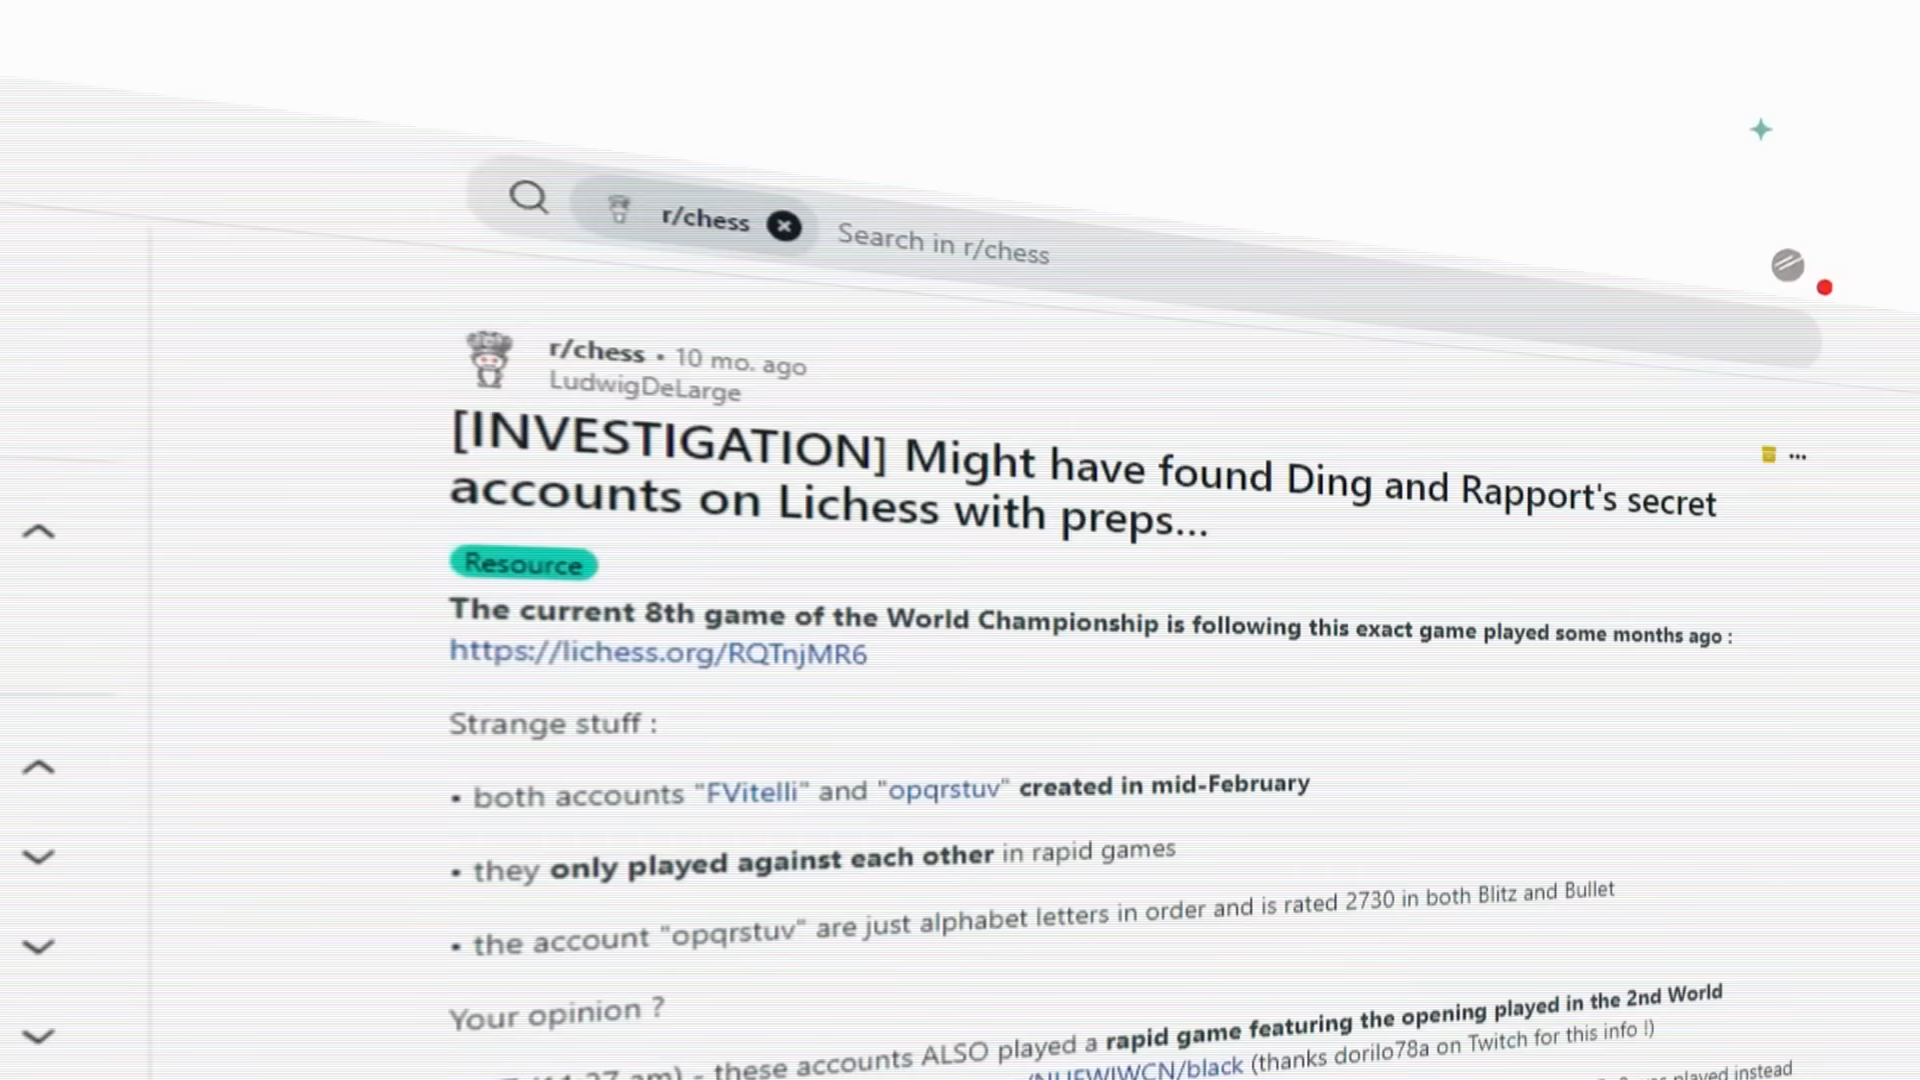 r/chess Search in r/chess
r/chess • 10 mo. ago
LudwigDeLarge
[INVESTIGATION] Might have found Ding and Rapport's secret
accounts on Lichess with preps...
Resource
The current 8th game of the World Championship is following this exact game played some months ago :
https://lichess.org/RQTnjMR6
Strange stuff :
• both accounts "FVitelli" and "opqrstuv" created in mid-February
• they only played against each other in rapid games
• the account "opqrstuv" are just alphabet letters in order and is rated 2730 in both Blitz and Bullet
Your opinion ?
am) - these accounts ALSO played a rapid game featuring the opening played in the 2nd World
/black (thanks dorilo78a on Twitch for this info !)
played instead